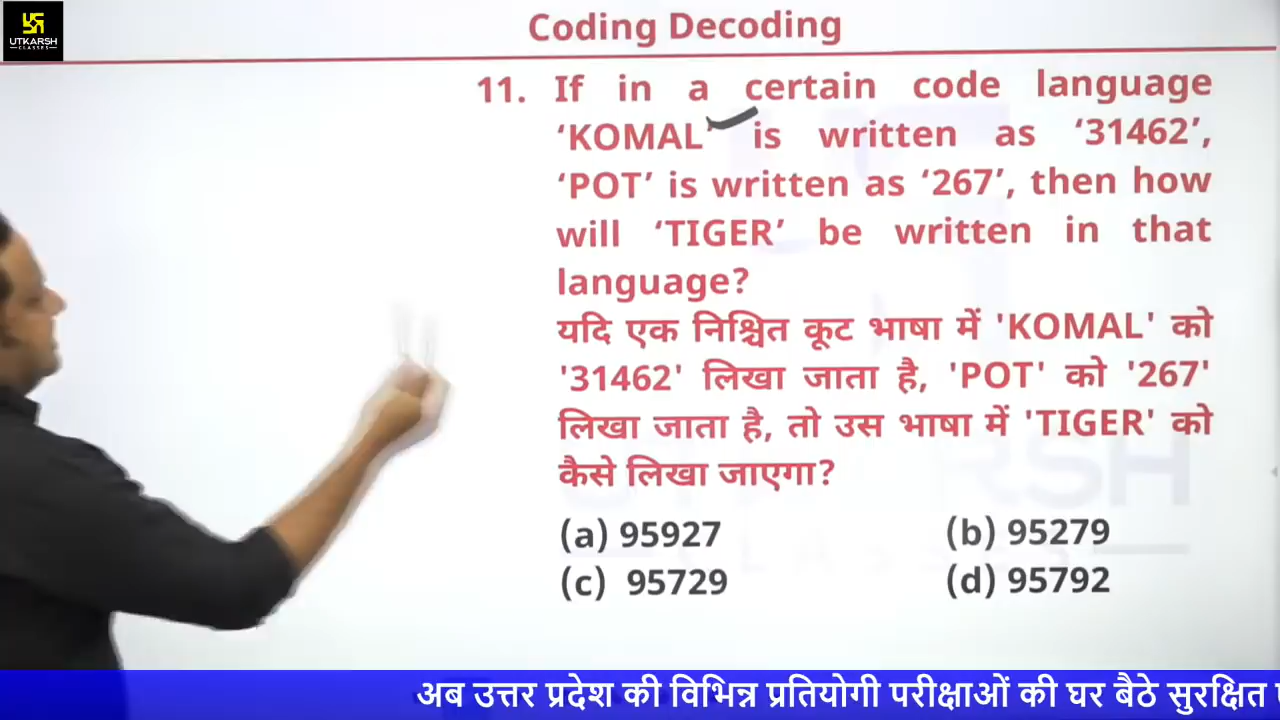 UTKARSH
CLASSES
Coding Decoding
11. If in a certain code language
‘KOMAL’ is written as ‘31462’,
‘POT’ is written as ‘267’, then how
will ‘TIGER’ be written in that
language?
यदि एक निश्चित कूट भाषा में 'KOMAL' को
'31462' लिखा जाता है, 'POT' को '267'
लिखा जाता है, तो उस भाषा में 'TIGER' को
कैसे लिखा जाएगा?
(a) 95927 (b) 95279
(c) 95729 (d) 95792
अब उत्तर प्रदेश की विभिन्न प्रतियोगी परीक्षाओं की घर बैठे सुरक्षित